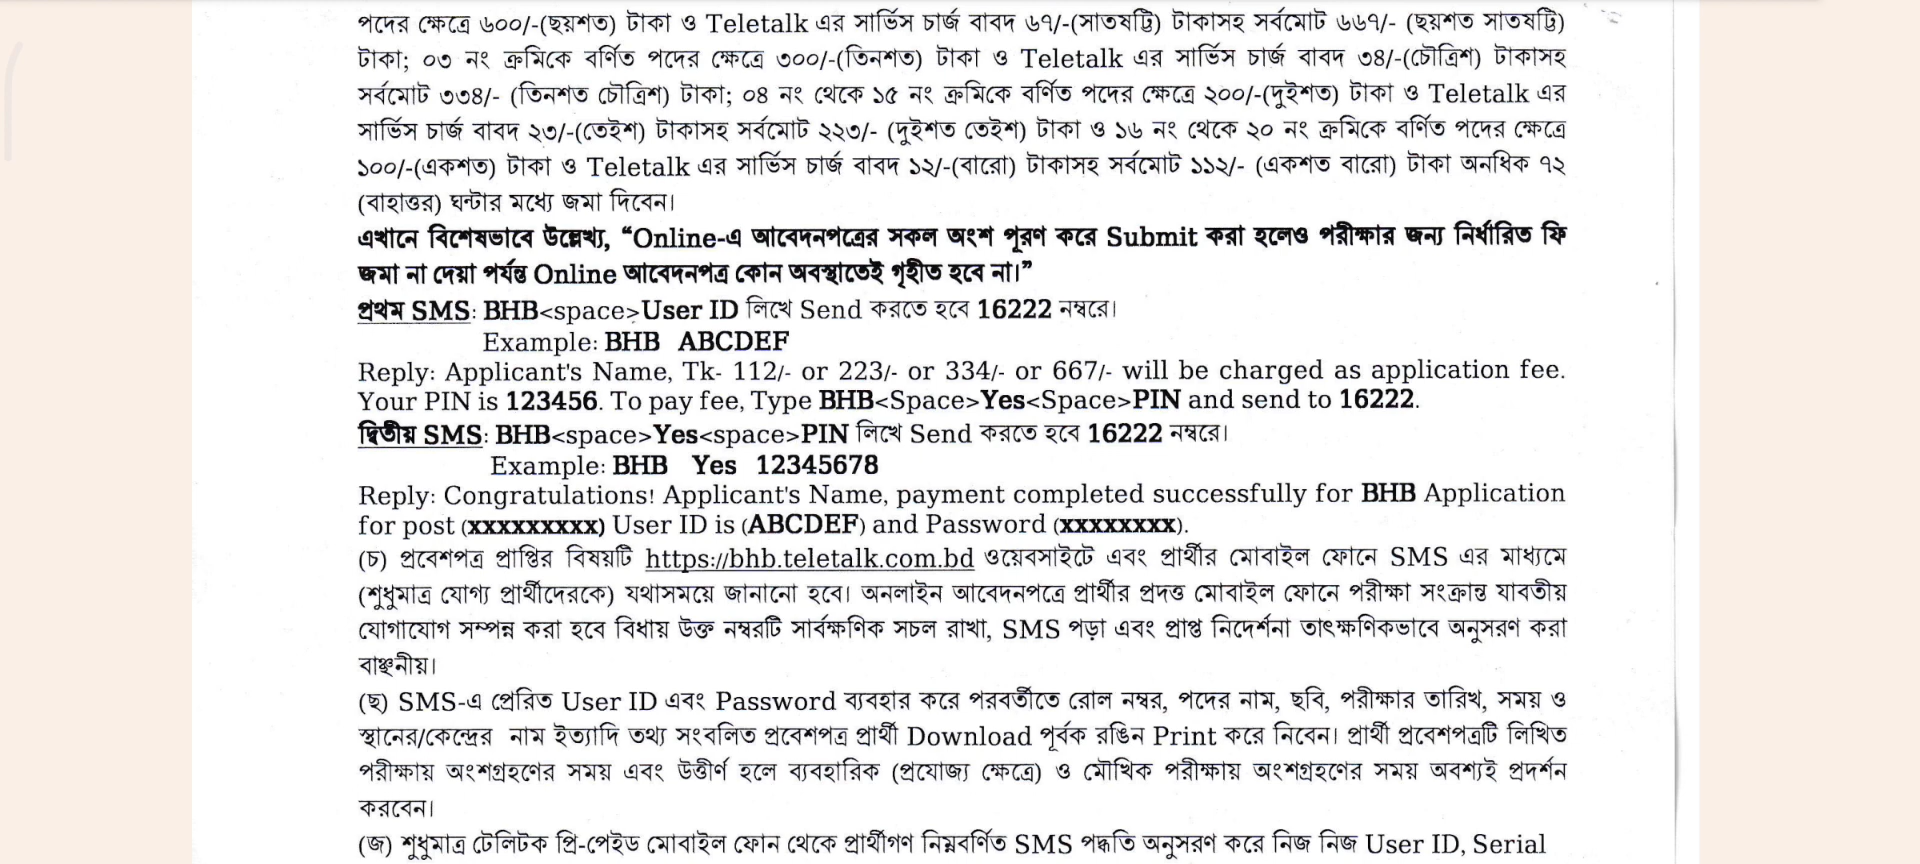 পদের ক্ষেত্রে ৬০০/-(ছয়শত) টাকা ও Teletalk এর সার্ভিস চার্জ বাবদ ৬৭/-(সাতষট্টি) টাকাসহ সর্বমোট ৬৬৭/- (ছয়শত সাতষট্টি)
টাকা; ০৩ নং ক্রমিকে বর্ণিত পদের ক্ষেত্রে ৩০০/-(তিনশত) টাকা ও Teletalk এর সার্ভিস চার্জ বাবদ ৩৪/-(চৌত্রিশ) টাকাসহ
সর্বমোট ৩৩৪/- (তিনশত চৌত্রিশ) টাকা; ০৪ নং থেকে ১৫ নং ক্রমিকে বর্ণিত পদের ক্ষেত্রে ২০০/-(দুইশত) টাকা ও Teletalk এর
সার্ভিস চার্জ বাবদ ২৩/-(তেইশ) টাকাসহ সর্বমোট ২২৩/- (দুইশত তেইশ) টাকা ও ১৬ নং থেকে ২০ নং ক্রমিকে বর্ণিত পদের ক্ষেত্রে
১০০/-(একশত) টাকা ও Teletalk এর সার্ভিস চার্জ বাবদ ১২/-(বারো) টাকাসহ সর্বমোট ১১২/- (একশত বারো) টাকা অনধিক ৭২
(বাহাত্তর) ঘন্টার মধ্যে জমা দিবেন।
এখানে বিশেষভাবে উল্লেখ্য, “Online-এ আবেদনপত্রের সকল অংশ পূরণ করে Submit করা হলেও পরীক্ষার জন্য নির্ধারিত ফি
জমা না দেয়া পর্যন্ত Online আবেদনপত্র কোন অবস্থাতেই গৃহীত হবে না।”
প্রথম SMS: BHB<space>User ID লিখে Send করতে হবে 16222 নম্বরে।
Example: BHB ABCDEF
Reply: Applicant's Name, Tk- 112/- or 223/- or 334/- or 667/- will be charged as application fee.
Your PIN is 123456. To pay fee, Type BHB<Space>Yes<Space>PIN and send to 16222.
দ্বিতীয় SMS: BHB<space>Yes<space>PIN লিখে Send করতে হবে 16222 নম্বরে।
Example: BHB Yes 12345678
Reply: Congratulations! Applicant's Name, payment completed successfully for BHB Application
for post (xxxxxxxxx) User ID is (ABCDEF) and Password (xxxxxxxx).
(চ) প্রবেশপত্র প্রাপ্তির বিষয়টি https://bhb.teletalk.com.bd ওয়েবসাইটে এবং প্রার্থীর মোবাইল ফোনে SMS এর মাধ্যমে
(শুধুমাত্র যোগ্য প্রার্থীদেরকে) যথাসময়ে জানানো হবে। অনলাইন আবেদনপত্রে প্রার্থীর প্রদত্ত মোবাইল ফোনে পরীক্ষা সংক্রান্ত যাবতীয়
যোগাযোগ সম্পন্ন করা হবে বিধায় উক্ত নম্বরটি সার্বক্ষণিক সচল রাখা, SMS পড়া এবং প্রাপ্ত নিদের্শনা তাৎক্ষণিকভাবে অনুসরণ করা
বাঞ্ছনীয়।
(ছ) SMS-এ প্রেরিত User ID এবং Password ব্যবহার করে পরবর্তীতে রোল নম্বর, পদের নাম, ছবি, পরীক্ষার তারিখ, সময় ও
স্থানের/কেন্দ্রের নাম ইত্যাদি তথ্য সংবলিত প্রবেশপত্র প্রার্থী Download পূর্বক রঙিন Print করে নিবেন। প্রার্থী প্রবেশপত্রটি লিখিত
পরীক্ষায় অংশগ্রহণের সময় এবং উত্তীর্ণ হলে ব্যবহারিক (প্রযোজ্য ক্ষেত্রে) ও মৌখিক পরীক্ষায় অংশগ্রহণের সময় অবশ্যই প্রদর্শন
করবেন।
(জ) শুধুমাত্র টেলিটক প্রি-পেইড মোবাইল ফোন থেকে প্রার্থীগণ নিম্নবর্ণিত SMS পদ্ধতি অনুসরণ করে নিজ নিজ User ID, Serial